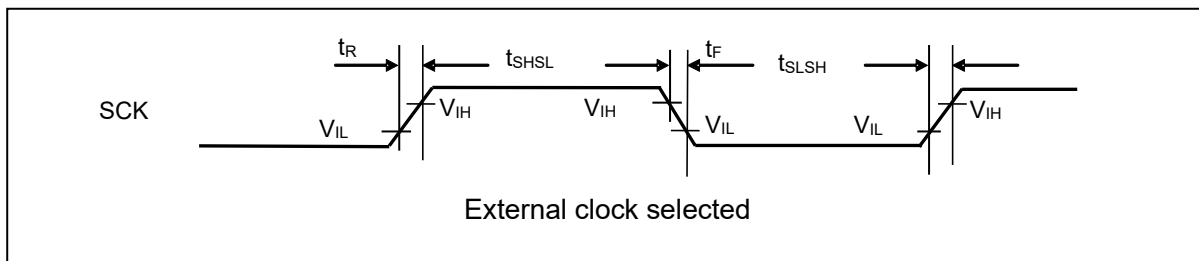 tR tSHSL tF tSLSH
SCK
VIH VIH VIH
VIL VIL VIL
External clock selected